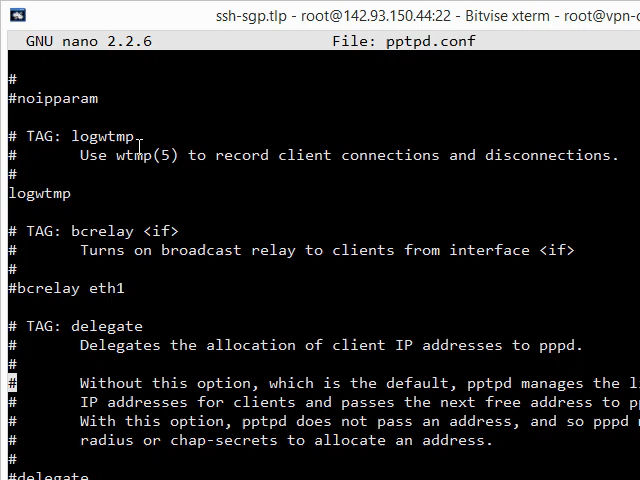 ssh-sgp.tlp - root@142.93.150.44:22 - Bitvise xterm - root@vpn-
GNU nano 2.2.6 File: pptpd.conf
#
#noipparam
# TAG: logwtmp
# Use wtmp(5) to record client connections and disconnections.
#
logwtmp
# TAG: bcrelay <if>
# Turns on broadcast relay to clients from interface <if>
#
#bcrelay eth1
# TAG: delegate
# Delegates the allocation of client IP addresses to pppd.
#
# Without this option, which is the default, pptpd manages the
# IP addresses for clients and passes the next free address to
# With this option, pptpd does not pass an address, and so pppd
# radius or chap-secrets to allocate an address.
#
#delegate